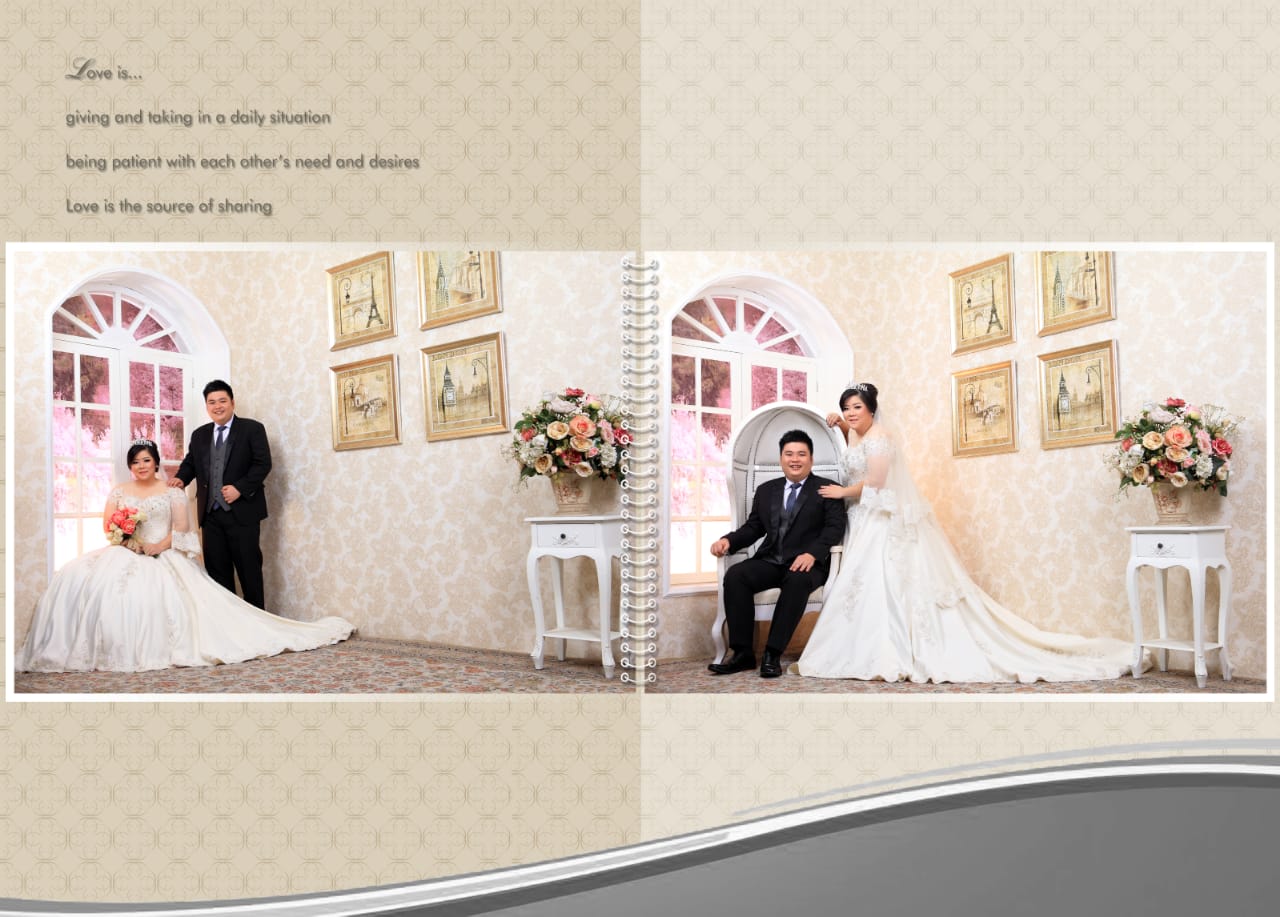 Love is...
giving and taking in a daily situation
being patient with each other's need and desires
Love is the source of sharing